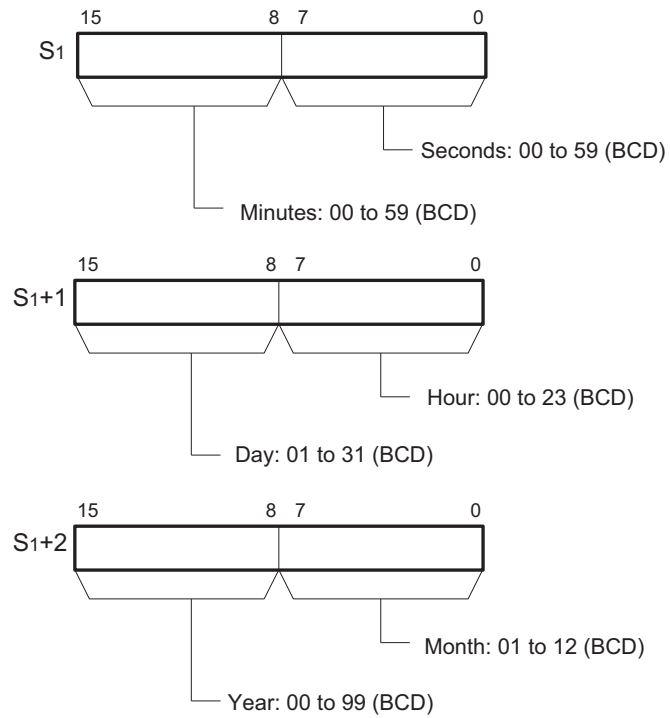 15 8 7 0
S1
Seconds: 00 to 59 (BCD)
Minutes: 00 to 59 (BCD)
15 8 7 0
S1+1
Hour: 00 to 23 (BCD)
Day: 01 to 31 (BCD)
15 8 7 0
S1+2
Month: 01 to 12 (BCD)
Year: 00 to 99 (BCD)